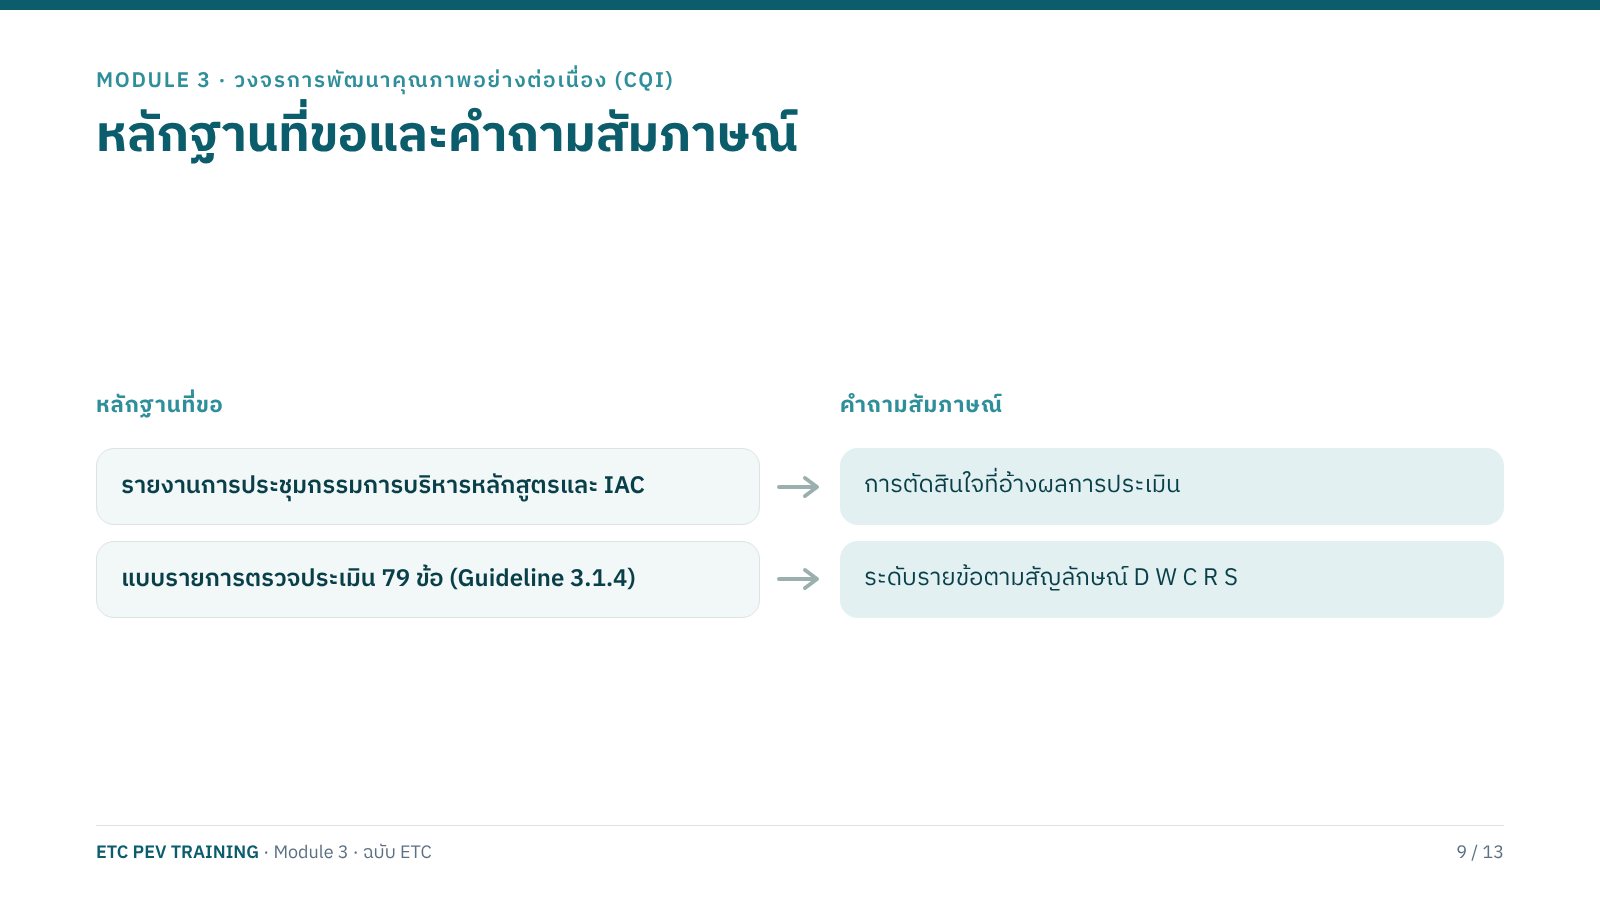 MODULE 3 · วงจรการพัฒนาคุณภาพอย่างต่อเนื่อง (CQI)
หลักฐานที่ขอและคำถามสัมภาษณ์
หลักฐานที่ขอ
คำถามสัมภาษณ์
รายงานการประชุมกรรมการบริหารหลักสูตรและ IAC
การตัดสินใจที่อ้างผลการประเมิน
แบบรายการตรวจประเมิน 79 ข้อ (Guideline 3.1.4)
ระดับรายข้อตามสัญลักษณ์ D W C R S
ETC PEV TRAINING · Module 3 · ฉบับ ETC
9 / 13